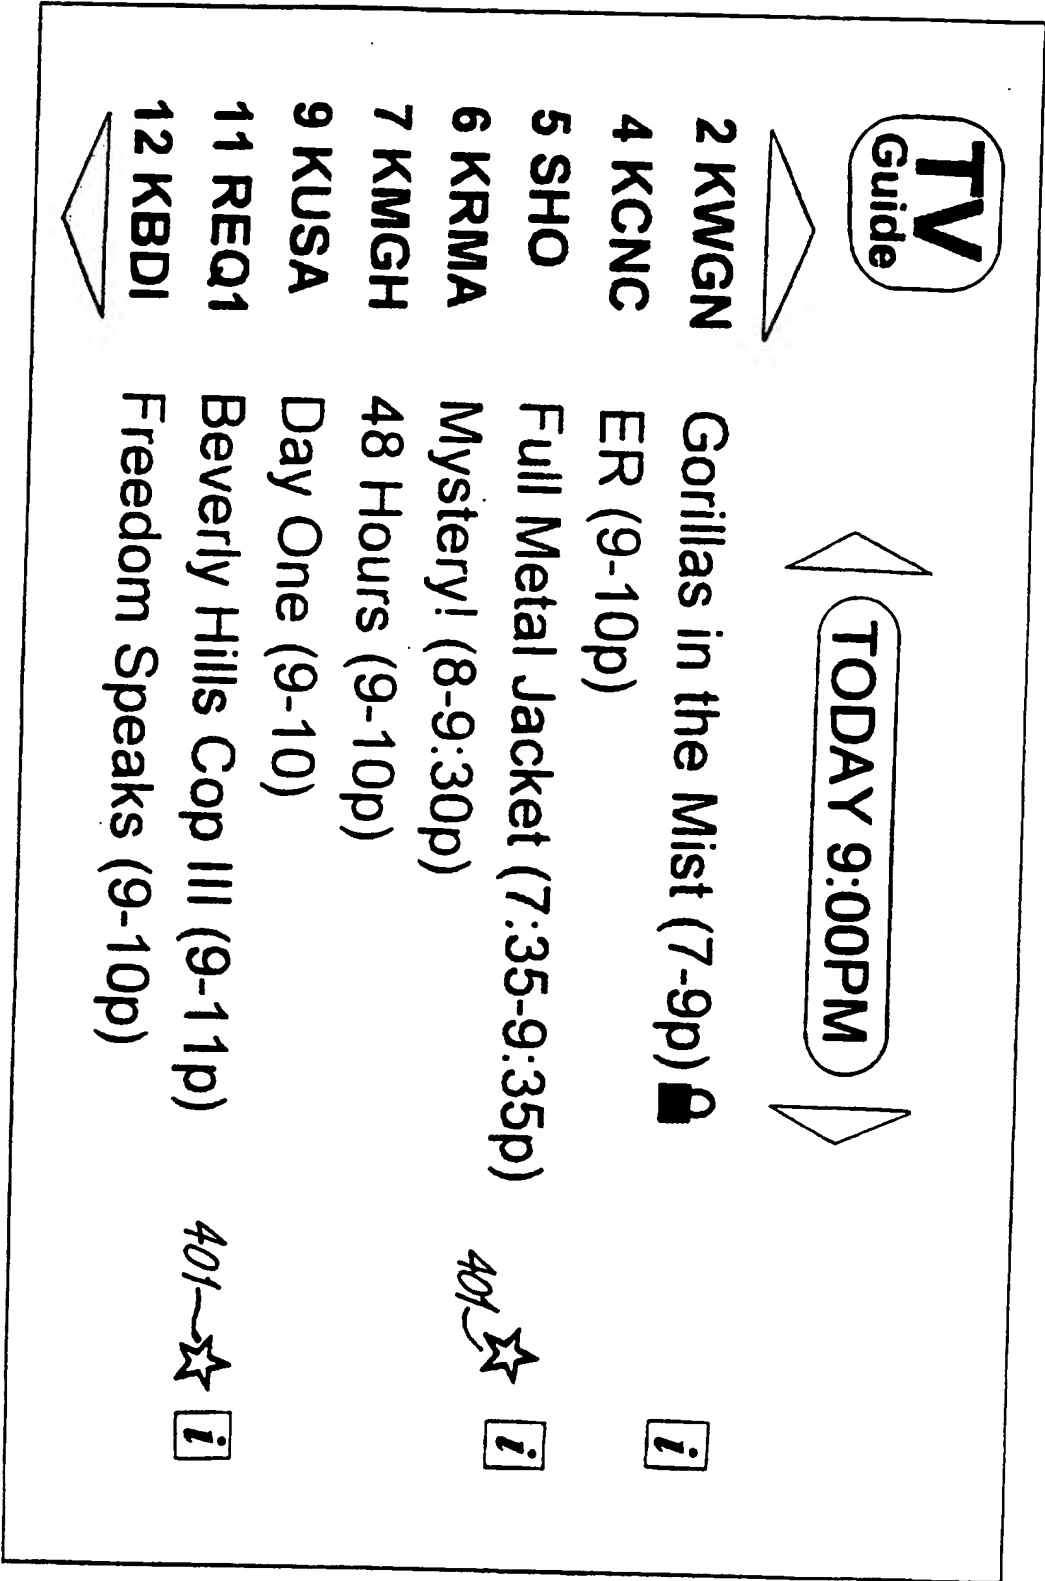 TV
Guide
TODAY 9:00PM
2 KWGN Gorillas in the Mist (7-9p) i
4 KCNC ER (9-10p)
5 SHO Full Metal Jacket (7:35-9:35p) i
401
6 KRMA Mystery! (8-9:30p)
7 KMGH 48 Hours (9-10p)
9 KUSA Day One (9-10)
11 REQ1 Beverly Hills Cop III (9-11p) 401 i
12 KBDI Freedom Speaks (9-10p)